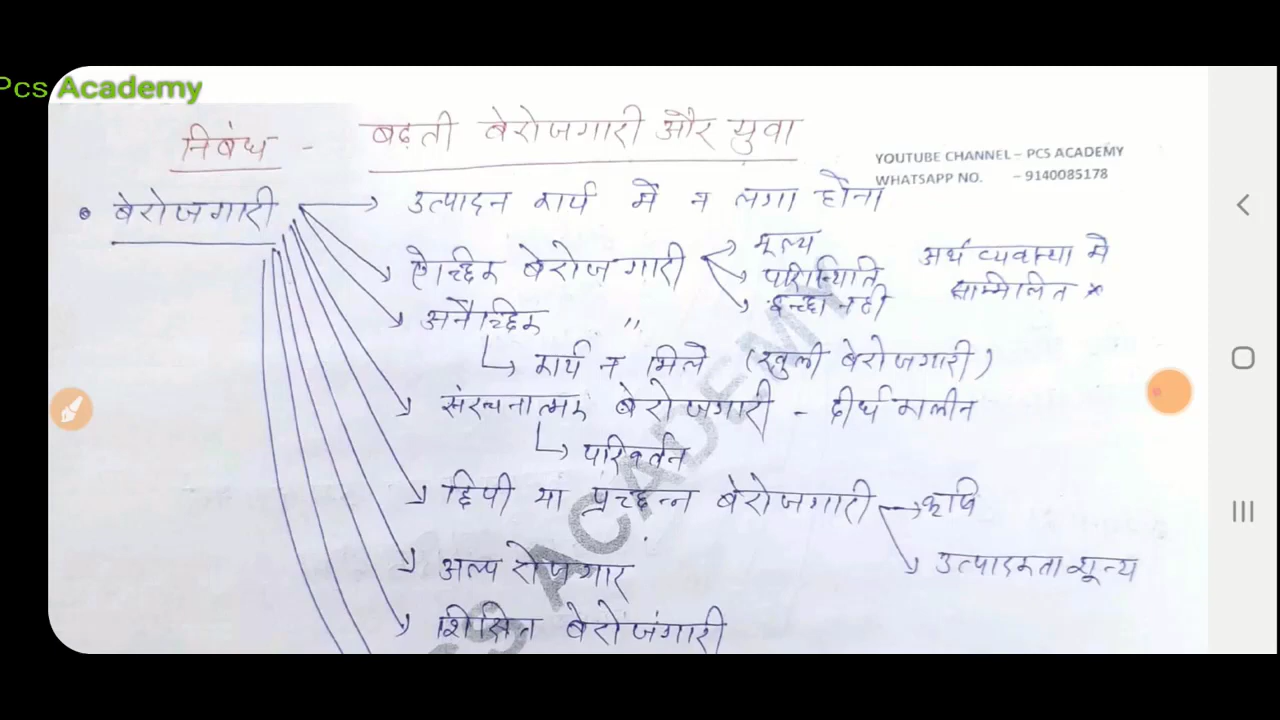 Pcs Academy
निबंध - बढ़ती बेरोजगारी और युवा
YOUTUBE CHANNEL – PCS ACADEMY
WHATSAPP NO. – 9140085178
• बेरोजगारी → उत्पादन कार्य में न लगा होना
ऐच्छिक बेरोजगारी
मूल्य
परिस्थिति
इच्छा नही
अर्थव्यवस्था में
सम्मिलित ×
अनैच्छिक "
कार्य न मिले (खुली बेरोजगारी)
संरचनात्मक बेरोजगारी - दीर्घकालीन
परिवर्तन
छिपी या प्रच्छन्न बेरोजगारी → कृषि
उत्पादकता शून्य
अल्प रोजगार
शिक्षित बेरोजगारी
PCS ACADEMY